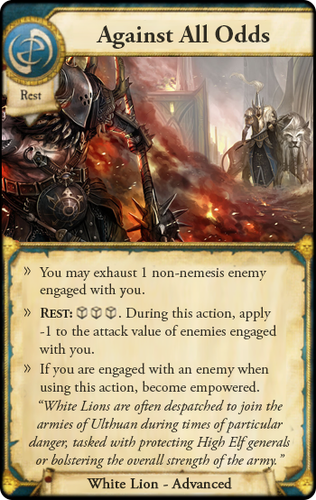 Against All Odds
Rest
» You may exhaust 1 non-nemesis enemy
engaged with you.
» REST: . During this action, apply
-1 to the attack value of enemies engaged
with you.
» If you are engaged with an enemy when
using this action, become empowered.
“White Lions are often despatched to join the
armies of Ulthuan during times of particular
danger, tasked with protecting High Elf generals
or bolstering the overall strength of the army.”
White Lion - Advanced